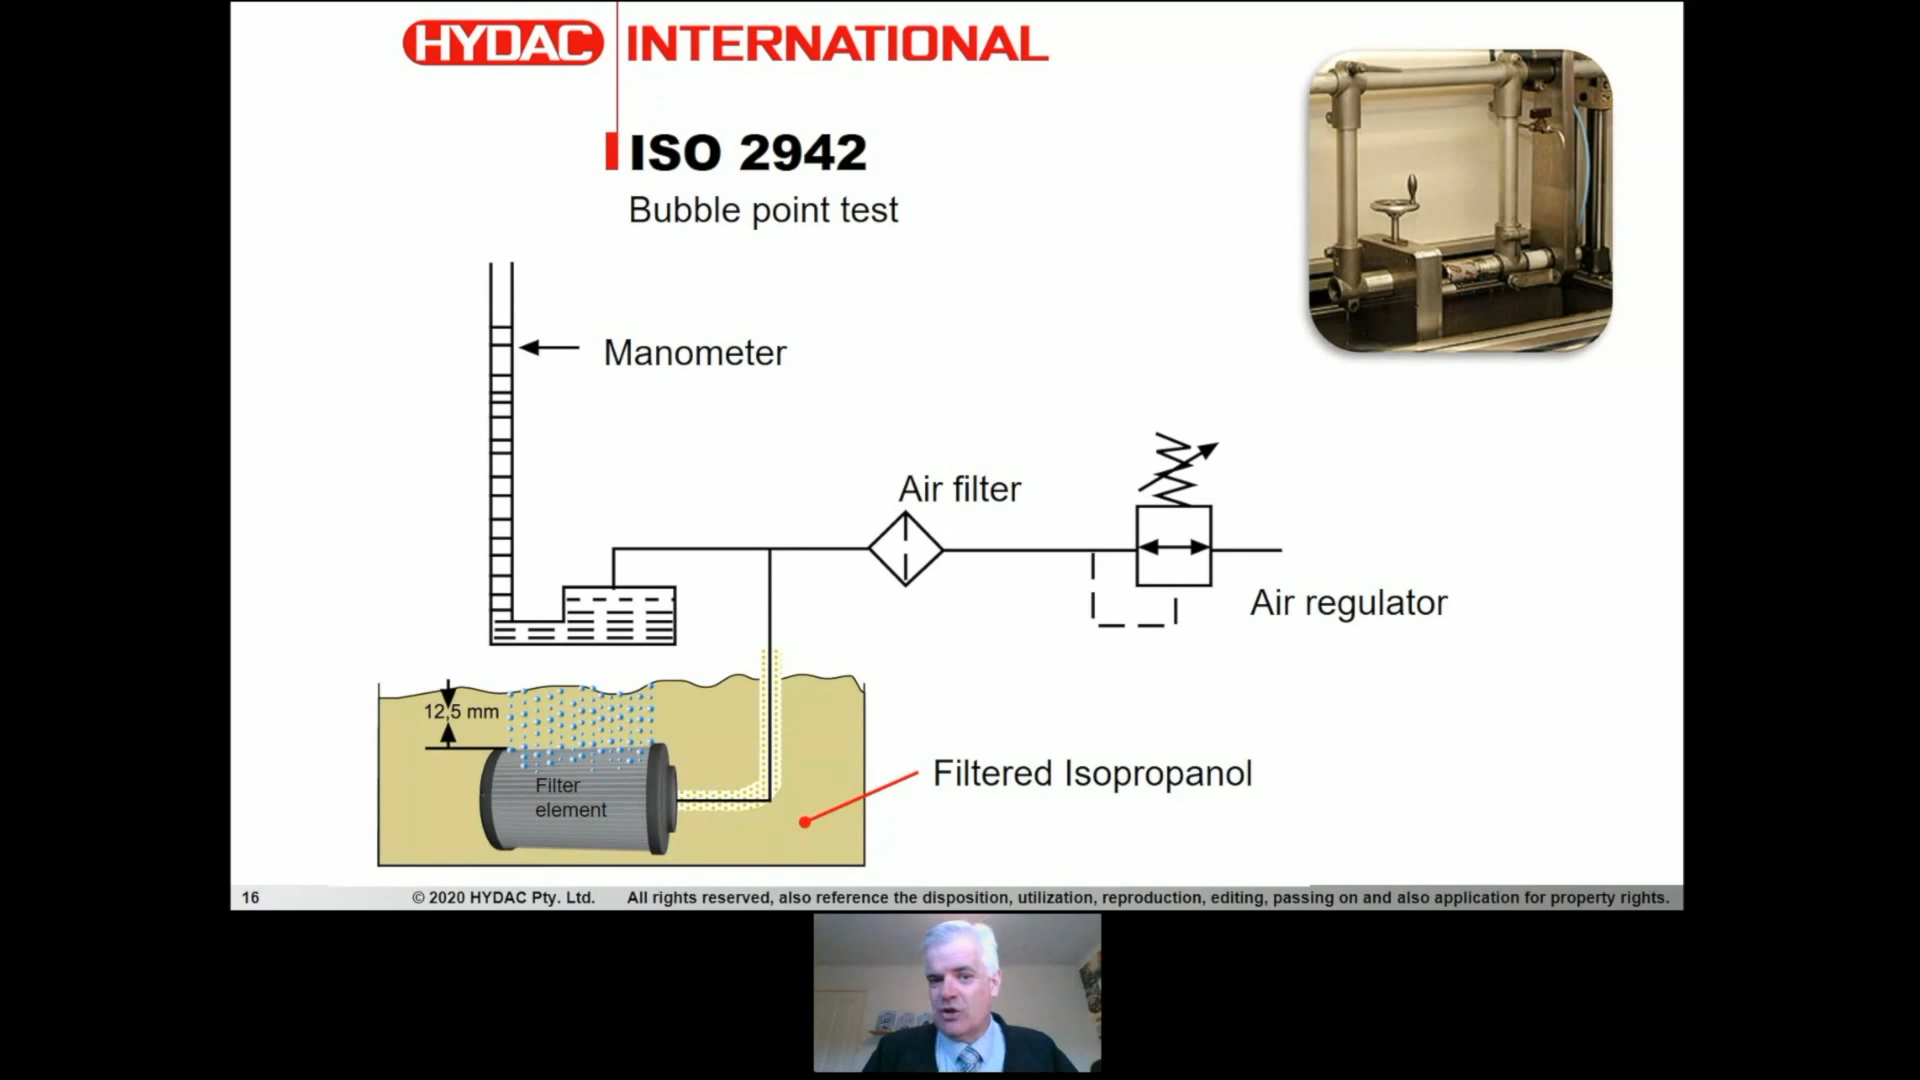 HYDAC INTERNATIONAL
ISO 2942
Bubble point test
Manometer
Air filter
Air regulator
12,5 mm
Filter
element
Filtered Isopropanol
16 © 2020 HYDAC Pty. Ltd. All rights reserved, also reference the disposition, utilization, reproduction, editing, passing on and also application for property rights.